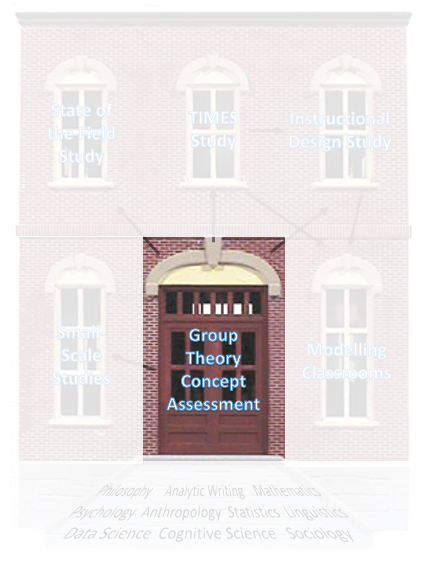 State of
the Field
Study
TIMES
Study
Instructional
Design Study
Small
Scale
Studies
Group
Theory
Concept
Assessment
Modelling
Classrooms
Philosophy Analytic Writing Mathematics
Psychology Anthropology Statistics Linguistics
Data Science Cognitive Science Sociology